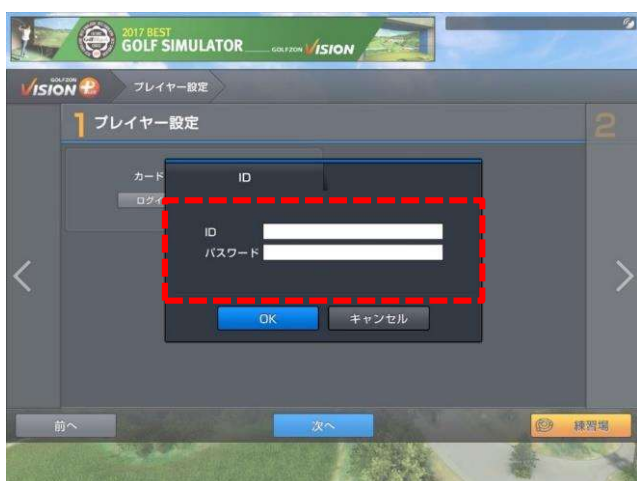 2017 BEST
GOLF SIMULATOR
GOLFZON VISION
GOLFZON
VISION
プレイヤー設定
1 プレイヤー設定
2
カード
ログイ
ID
ID
パスワード
OK
キャンセル
前へ
次へ
練習場